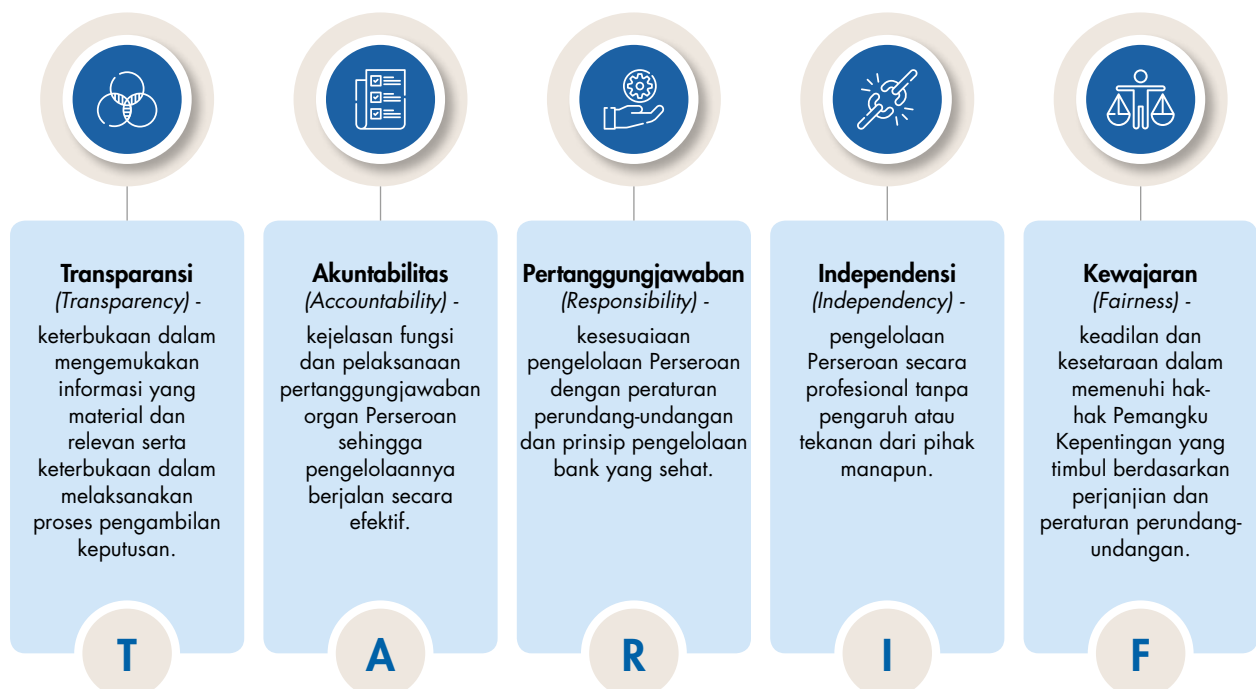 Transparansi
(Transparency) -
keterbukaan dalam
mengemukakan
informasi yang
material dan
relevan serta
keterbukaan dalam
melaksanakan
proses pengambilan
keputusan.
T
Akuntabilitas
(Accountability) -
kejelasan fungsi
dan pelaksanaan
pertanggungjawaban
organ Perseroan
sehingga
pengelolaannya
berjalan secara
efektif.
A
Pertanggungjawaban
(Responsibility) -
kesesuaiaan
pengelolaan Perseroan
dengan peraturan
perundang-undangan
dan prinsip pengelolaan
bank yang sehat.
R
Independensi
(Independency) -
pengelolaan
Perseroan secara
profesional tanpa
pengaruh atau
tekanan dari pihak
manapun.
I
Kewajaran
(Fairness) -
keadilan dan
kesetaraan dalam
memenuhi hak-
hak Pemangku
Kepentingan yang
timbul berdasarkan
perjanjian dan
peraturan perundang-
undangan.
F